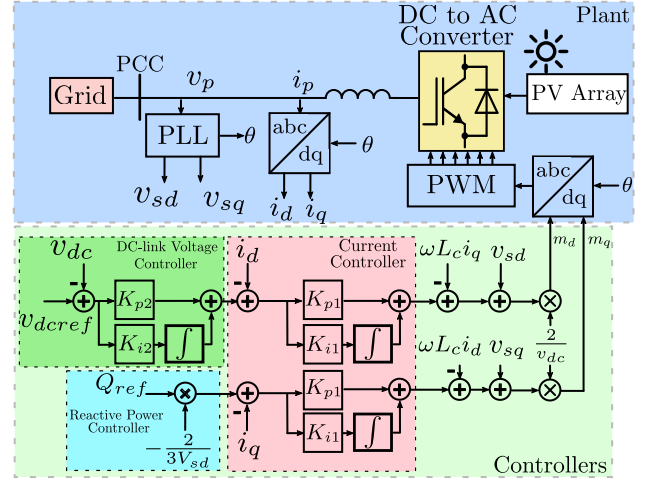 DC to AC
Converter
Plant
PCC
v_p
i_p
Grid
PV Array
PLL
θ
abc
dq
θ
v_sd
v_sq
i_d
i_q
PWM
abc
dq
θ
m_d
m_q
v_dc
DC-link Voltage
Controller
i_d
Current
Controller
ωL_c i_q
v_sd
-
-
-
K_p2
K_p1
v_dcref
K_i2
∫
K_i1
∫
ωL_c i_d
v_sq
2/v_dc
Q_ref
K_p1
-
Reactive Power
Controller
-
K_i1
∫
-2/(3V_sd)
i_q
Controllers